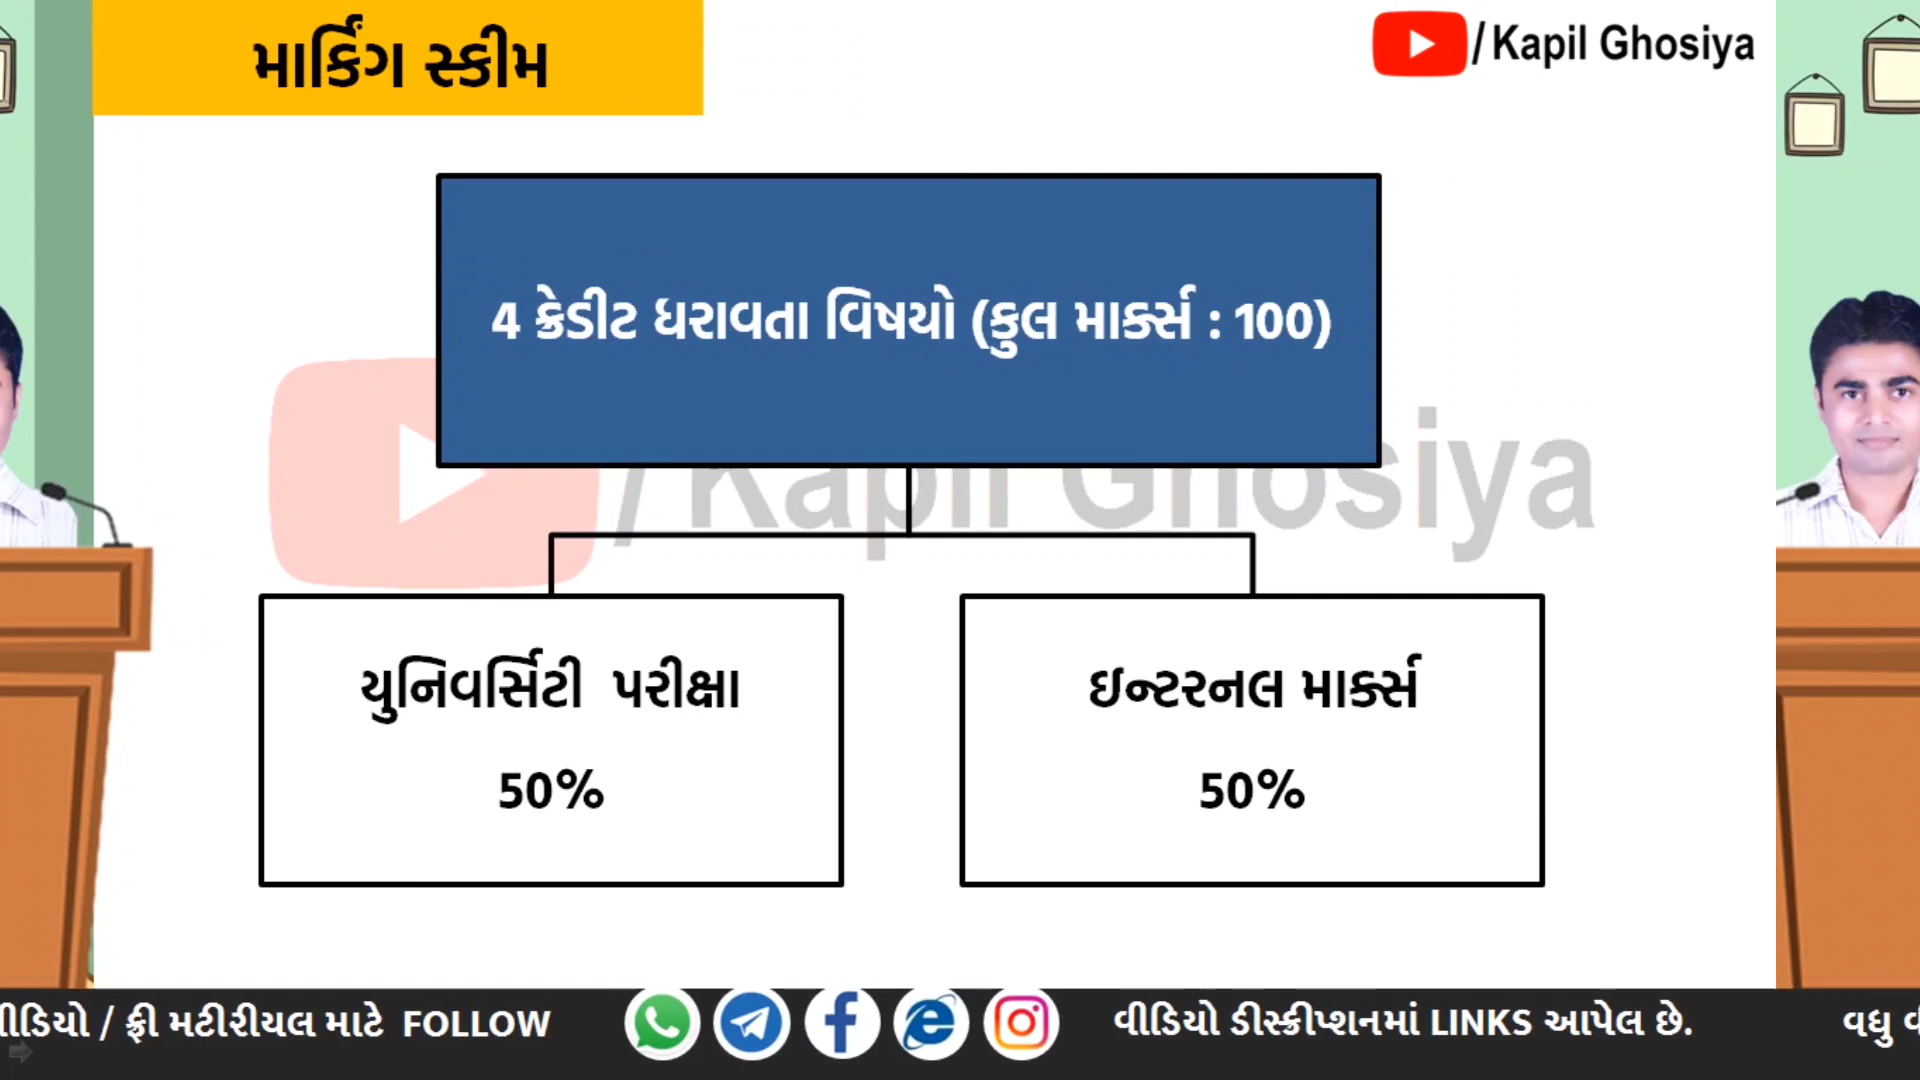 માર્કિંગ સ્કીમ
/ Kapil Ghosiya
4 ક્રેડીટ ધરાવતા વિષયો (કુલ માર્ક્સ : 100)
/ Kapil Ghosiya
યુનિવર્સિટી પરીક્ષા
50%
ઇન્ટરનલ માર્ક્સ
50%
/ ફ્રી મટીરીયલ માટે FOLLOW
વીડિયો ડીસ્ક્રીપ્શનમાં LINKS આપેલ છે.
વધુ